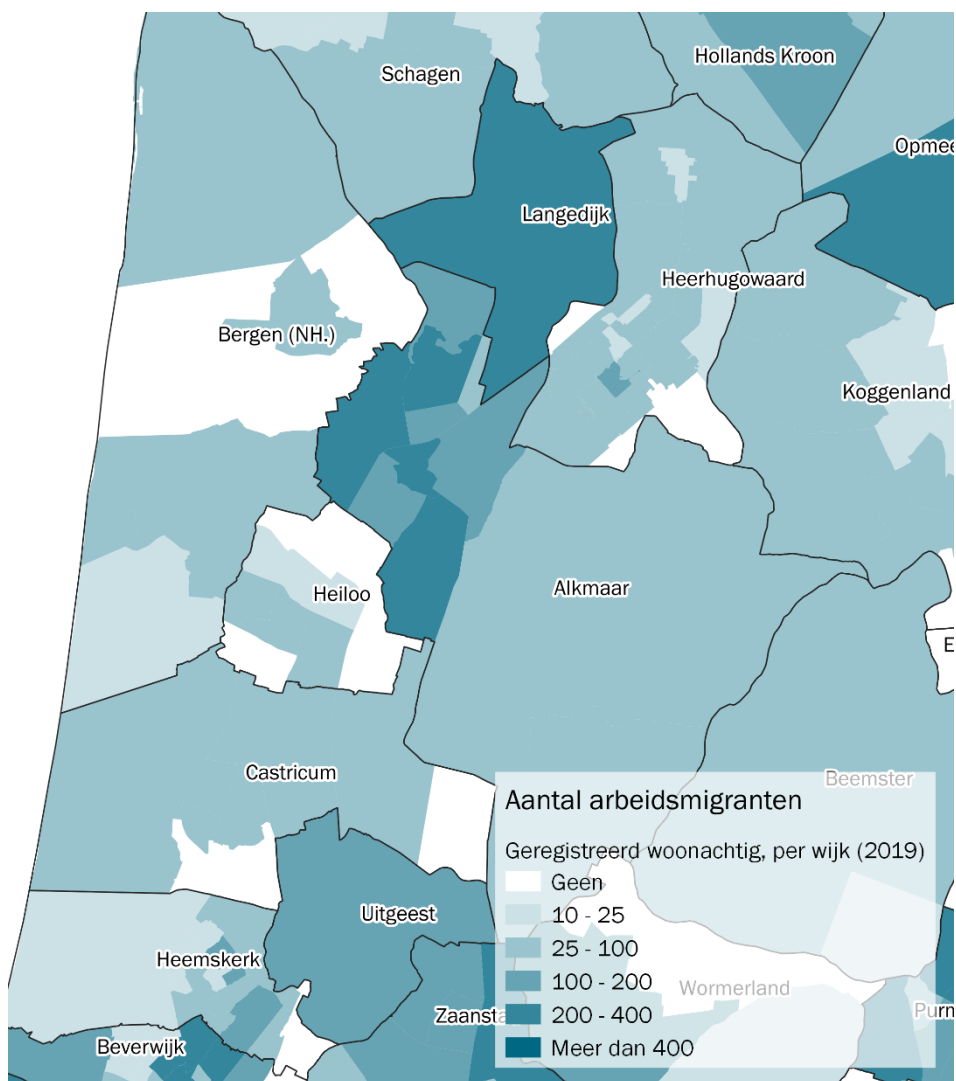 Schagen
Hollands Kroon
Opmee
Langedijk
Heerhugowaard
Bergen (NH.)
Koggenland
Heiloo
Alkmaar
E
Castricum
Beemster
Aantal arbeidsmigranten
Geregistreerd woonachtig, per wijk (2019)
Geen
10 - 25
25 - 100
100 - 200
200 - 400
Meer dan 400
Uitgeest
Heemskerk
Wormerland
Zaansta
Purm
Beverwijk